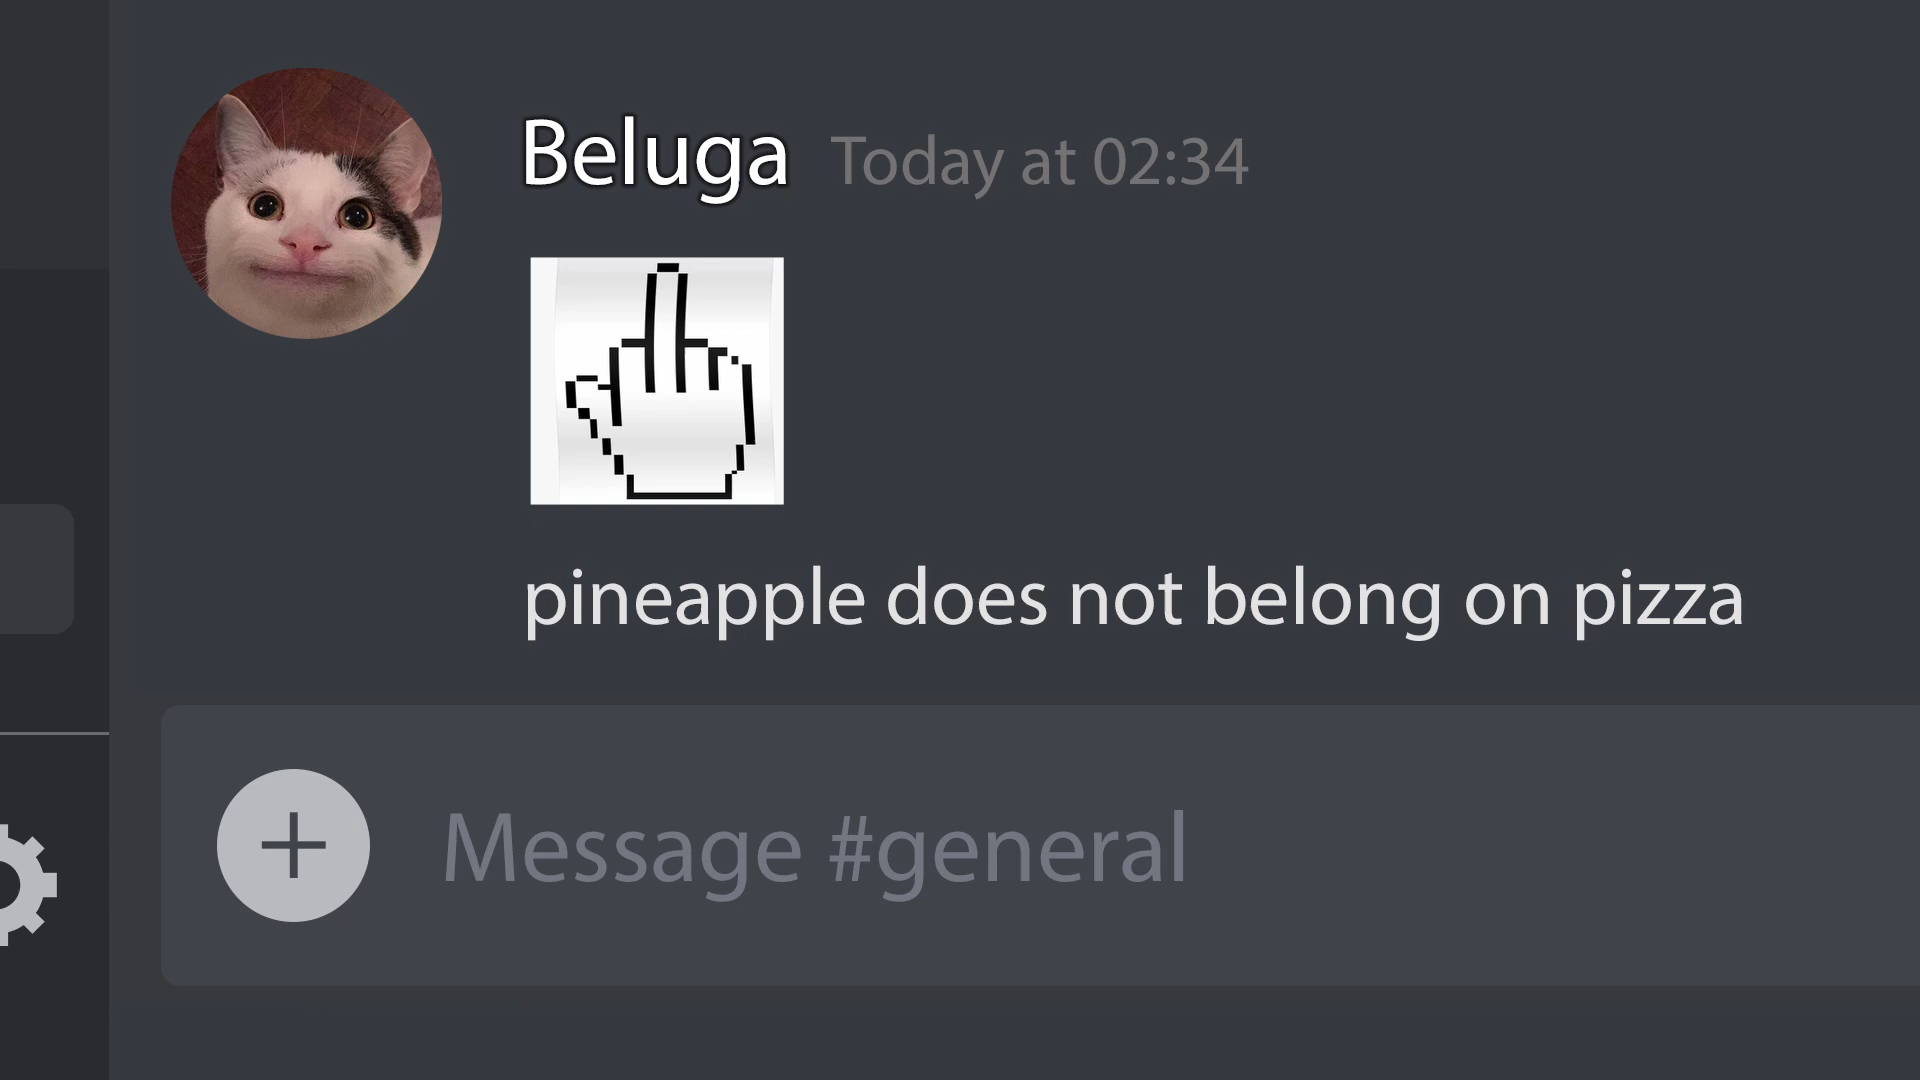 Beluga Today at 02:34
pineapple does not belong on pizza
Message #general